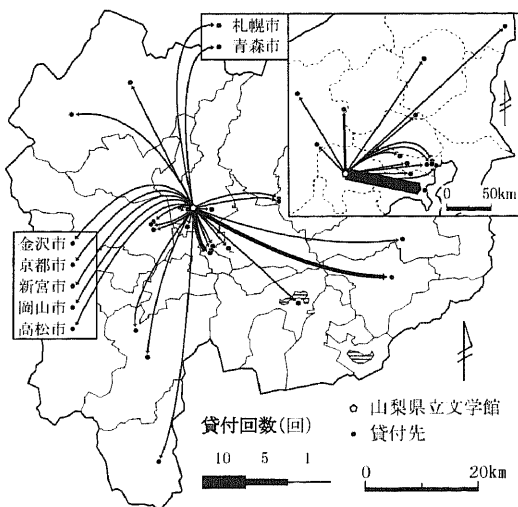 札幌市
青森市
0 50km
金沢市
京都市
新宮市
岡山市
高松市
貸付回数(回)
10 5 1
山梨県立文学館
貸付先
0 20km